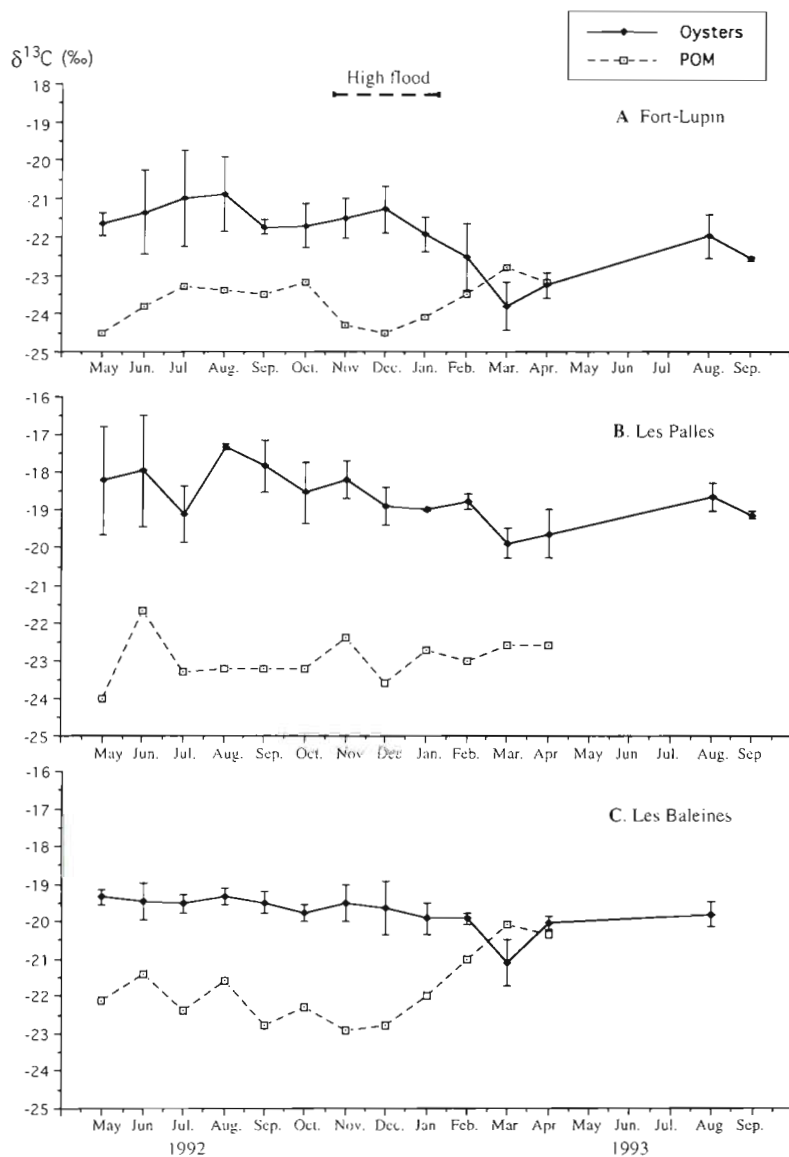 Oysters
POM
δ13C (‰)
High flood
A Fort-Lupin
18
-19
-20
-21
-22
-23
-24
-25
May Jun. Jul Aug. Sep. Oct. Nov Dec. Jan. Feb. Mar. Apr. May Jun Jul Aug. Sep.
B. Les Palles
-16
-17
-18
-19
-20
-21
-22
-23
-24
-25
May Jun. Jul. Aug. Sep. Oct. Nov Dec Jan. Feb. Mar. Apr May Jun. Jul. Aug. Sep
C. Les Baleines
-16
-17
-18
-19
-20
-21
-22
-23
-24
-25
May Jun Jul. Aug. Sep. Oct. Nov. Dec. Jan Feb. Mar Apr May Jun. Jul. Aug Sep.
1992 1993